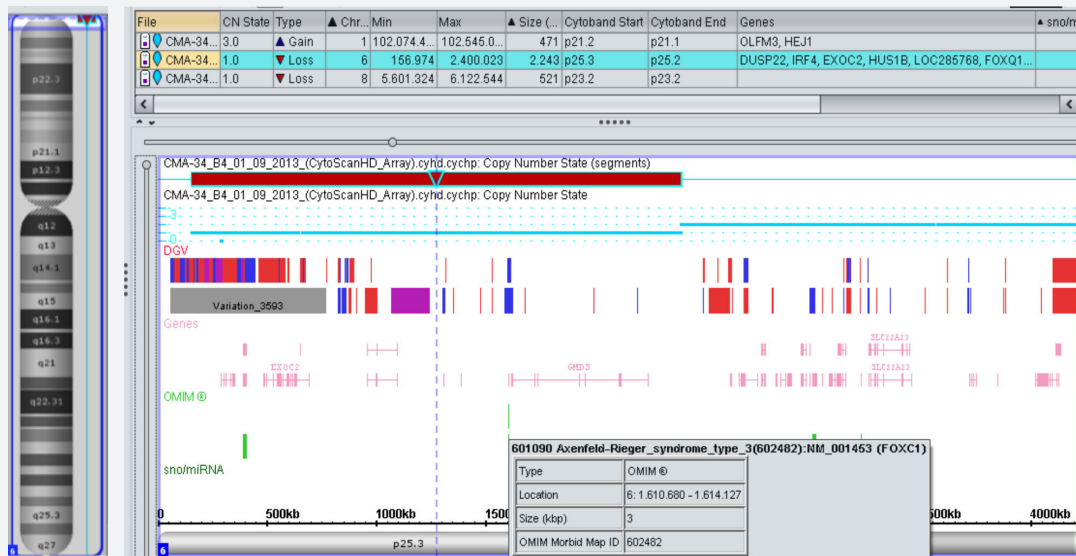 File CN State Type ▲ Chr... Min Max ▲ Size (... Cytoband Start Cytoband End Genes ▲ sno/m
CMA-34... 3.0 ▲ Gain 1 102.074.4... 102.545.0... 471 p21.2 p21.1 OLFM3, HEJ1
CMA-34... 1.0 ▼ Loss 6 156.974 2.400.023 2.243 p25.3 p25.2 DUSP22, IRF4, EXOC2, HUS1B, LOC285768, FOXQ1...
CMA-34... 1.0 ▼ Loss 8 5.601.324 6.122.544 521 p23.2 p23.2
p22.3
p21.1
p12.3
q12
q13
q14.1
q15
q16.1
q16.3
q21
q22.31
q25.3
q27
6
CMA-34_B4_01_09_2013_(CytoScanHD_Array).cyhd.cychp: Copy Number State (segments)
CMA-34_B4_01_09_2013_(CytoScanHD_Array).cyhd.cychp: Copy Number State
3
0
DGV
Variation_3593
Genes
SLC22A23
EXOC2 GMDS SLC22A23
OMIM ®
sno/miRNA
601090 Axenfeld-Rieger_syndrome_type_3(602482):NM_001453 (FOXC1)
Type OMIM ®
Location 6: 1.610.680 - 1.614.127
Size (kbp) 3
OMIM Morbid Map ID 602482
0 500kb 1000kb 1500 500kb 4000kb
6 p25.3